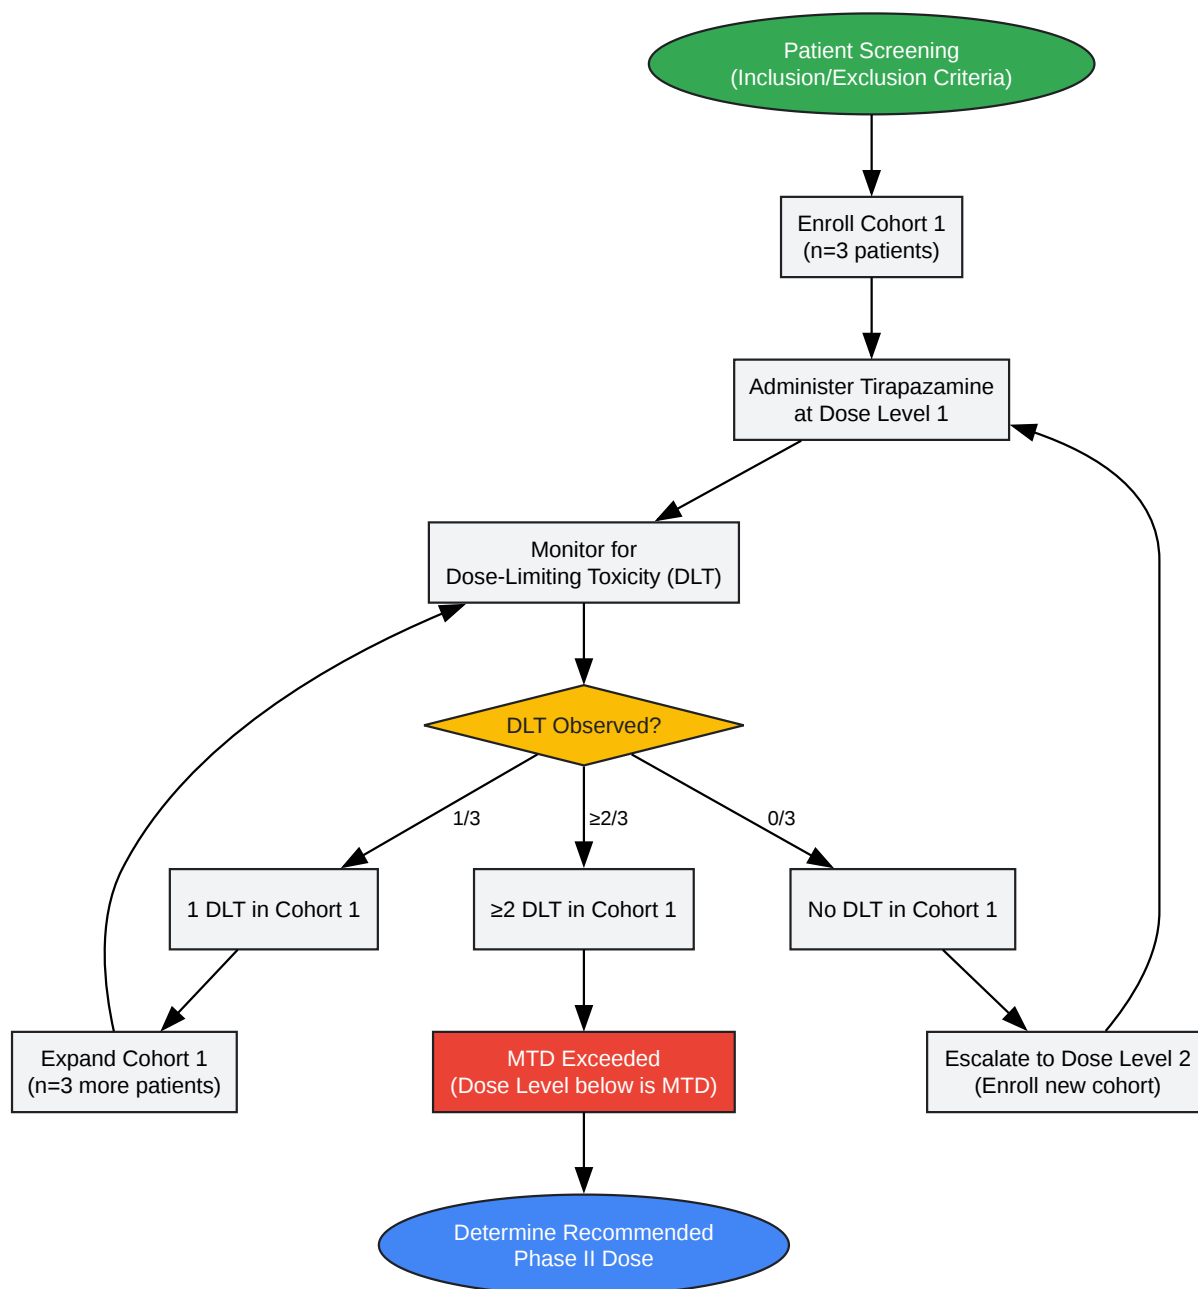 Patient Screening
(Inclusion/Exclusion Criteria)
Enroll Cohort 1
(n=3 patients)
Administer Tirapazamine
at Dose Level 1
Monitor for
Dose-Limiting Toxicity (DLT)
DLT Observed?
1/3
≥2/3
0/3
1 DLT in Cohort 1
≥2 DLT in Cohort 1
No DLT in Cohort 1
Expand Cohort 1
(n=3 more patients)
MTD Exceeded
(Dose Level below is MTD)
Escalate to Dose Level 2
(Enroll new cohort)
Determine Recommended
Phase II Dose